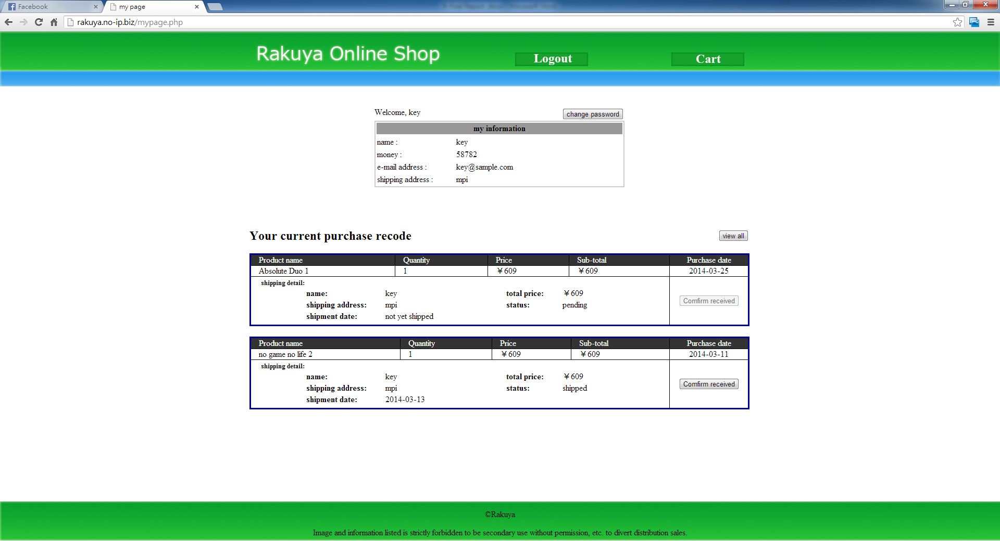 Facebook
my page
rakuya.no-ip.biz/mypage.php
Rakuya Online Shop
Logout
Cart
Welcome, key
change password
my information
name : key
money : 58782
e-mail address : key@sample.com
shipping address : mpi
Your current purchase recode
view all
Product name Quantity Price Sub-total Purchase date
Absolute Duo 1 1 ¥609 ¥609 2014-03-25
shipping detail:
name: key total price: ¥609
shipping address: mpi status: pending
Comfirm received
shipment date: not yet shipped
Product name Quantity Price Sub-total Purchase date
no game no life 2 1 ¥609 ¥609 2014-03-11
shipping detail:
name: key total price: ¥609
shipping address: mpi status: shipped
Comfirm received
shipment date: 2014-03-13
©Rakuya
Image and information listed is strictly forbidden to be secondary use without permission, etc. to divert distribution sales.